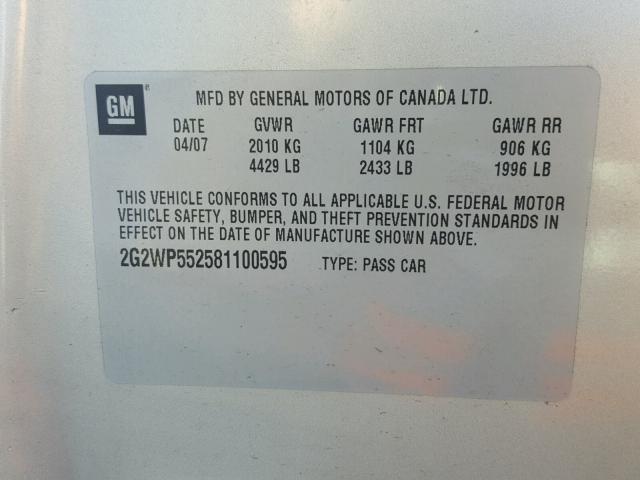 GM ®
MFD BY GENERAL MOTORS OF CANADA LTD.
DATE GVWR GAWR FRT GAWR RR
04/07 2010 KG 1104 KG 906 KG
4429 LB 2433 LB 1996 LB
THIS VEHICLE CONFORMS TO ALL APPLICABLE U.S. FEDERAL MOTOR
VEHICLE SAFETY, BUMPER, AND THEFT PREVENTION STANDARDS IN
EFFECT ON THE DATE OF MANUFACTURE SHOWN ABOVE.
2G2WP552581100595 TYPE: PASS CAR